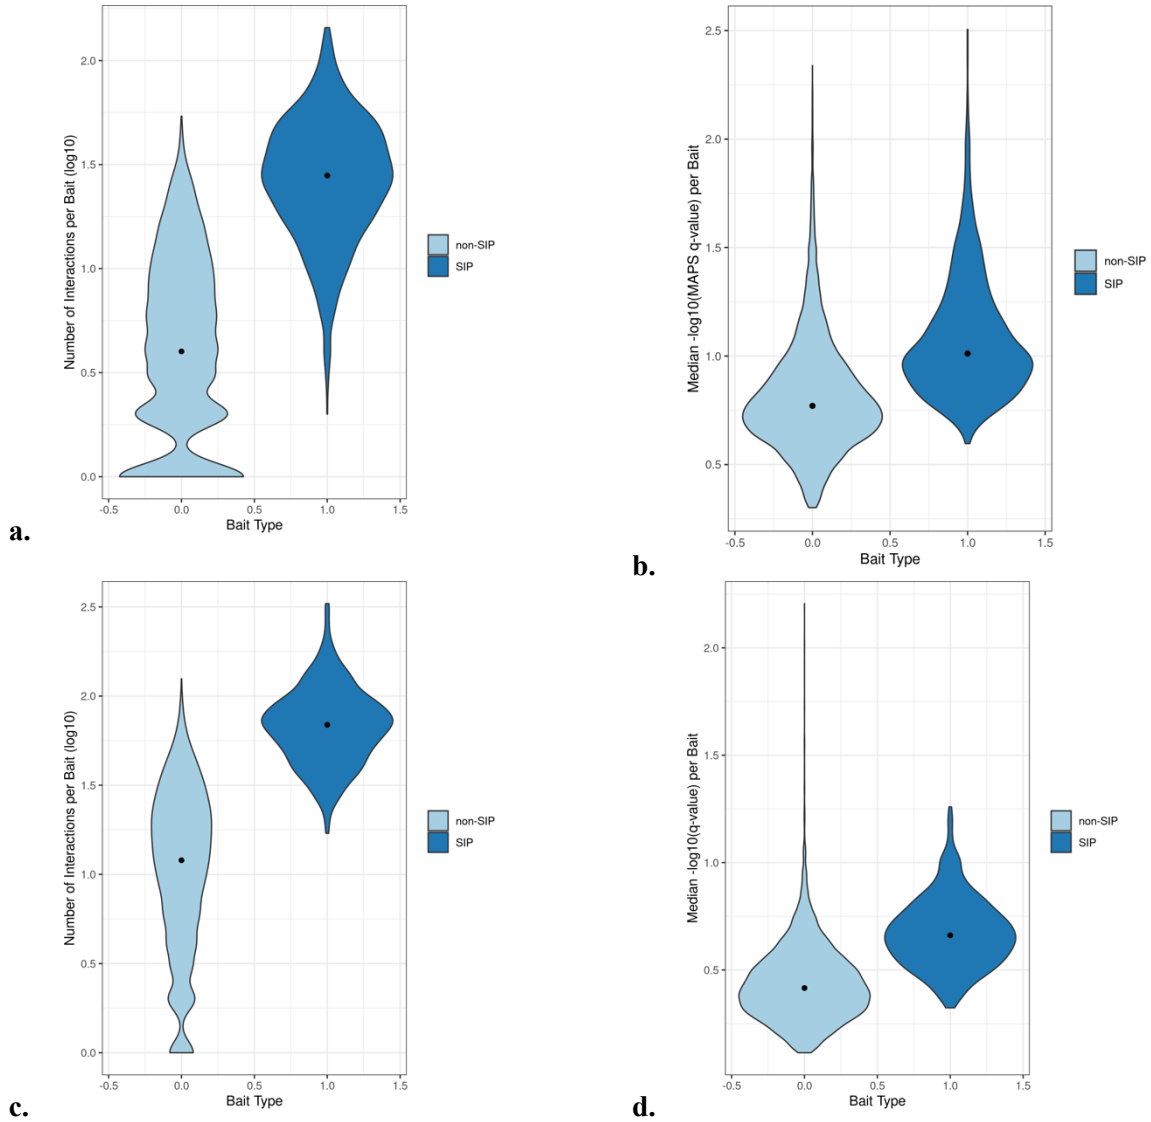 Number of Interactions per Bait (log10)
2.0
1.5
1.0
0.5
0.0
-0.5 0.0 0.5 1.0 1.5
Bait Type
non-SIP
SIP
a.
Median -log10(MAPS q-value) per Bait
2.5
2.0
1.5
1.0
0.5
-0.5 0.0 0.5 1.0 1.5
Bait Type
non-SIP
SIP
b.
Number of Interactions per Bait (log10)
2.5
2.0
1.5
1.0
0.5
0.0
-0.5 0.0 0.5 1.0 1.5
Bait Type
non-SIP
SIP
c.
Median -log10(q-value) per Bait
2.0
1.5
1.0
0.5
-0.5 0.0 0.5 1.0 1.5
Bait Type
non-SIP
SIP
d.